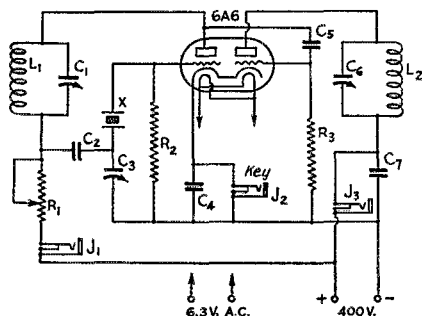 6A6
C5
L1 C1 C6 L2
X
C2 R2 R3
C3 Key C7
R1 C4 J2 J3
J1
+ -
6.3V. A.C. 400V.